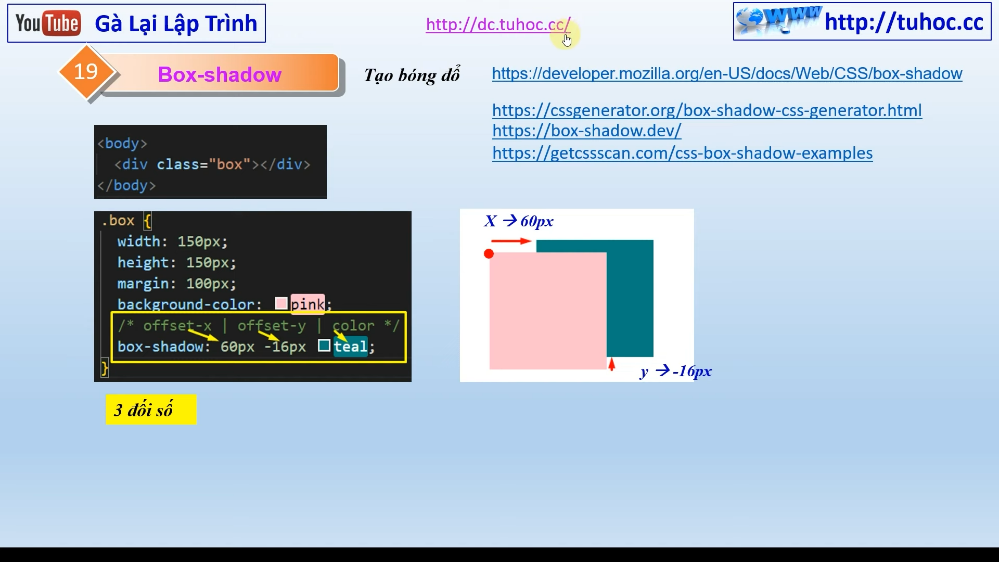 YouTube Gà Lại Lập Trình
http://dc.tuhoc.cc/
www http://tuhoc.cc
19 Box-shadow
Tạo bóng đổ
https://developer.mozilla.org/en-US/docs/Web/CSS/box-shadow
https://cssgenerator.org/box-shadow-css-generator.html
https://box-shadow.dev/
https://getcssscan.com/css-box-shadow-examples
<body>
<div class="box"></div>
</body>
.box {
width: 150px;
height: 150px;
margin: 100px;
background-color: pink;
/* offset-x | offset-y | color */
box-shadow: 60px -16px teal;
}
X → 60px
y → -16px
3 đối số